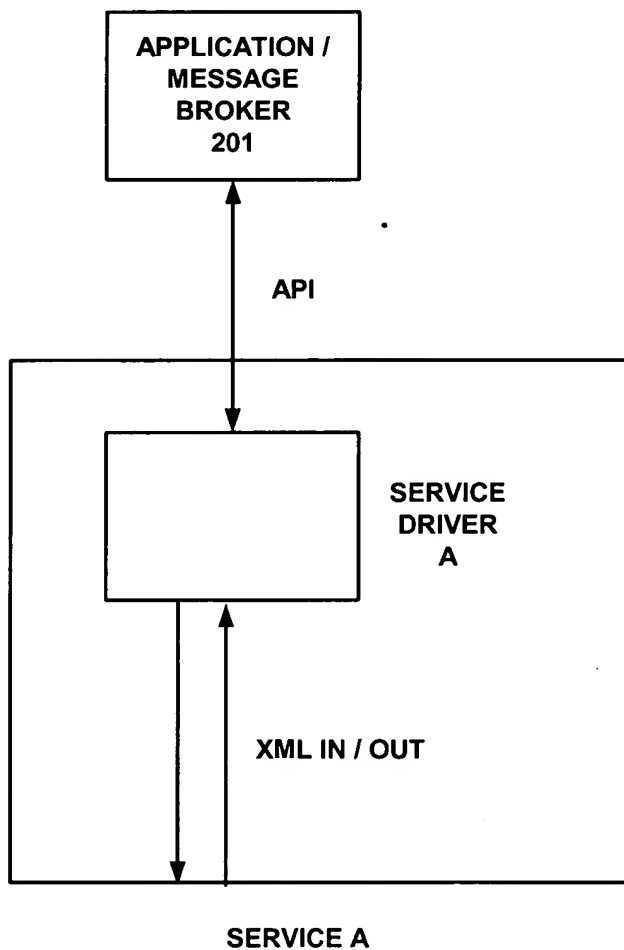 APPLICATION /
MESSAGE
BROKER
201
API
SERVICE
DRIVER
A
XML IN / OUT
SERVICE A